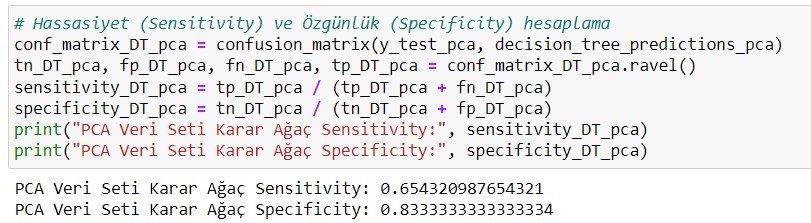 # Hassasiyet (Sensitivity) ve Özgünlük (Specificity) hesaplama
conf_matrix_DT_pca = confusion_matrix(y_test_pca, decision_tree_predictions_pca)
tn_DT_pca, fp_DT_pca, fn_DT_pca, tp_DT_pca = conf_matrix_DT_pca.ravel()
sensitivity_DT_pca = tp_DT_pca / (tp_DT_pca + fn_DT_pca)
specificity_DT_pca = tn_DT_pca / (tn_DT_pca + fp_DT_pca)
print("PCA Veri Seti Karar Ağaç Sensitivity:", sensitivity_DT_pca)
print("PCA Veri Seti Karar Ağaç Specificity:", specificity_DT_pca)
PCA Veri Seti Karar Ağaç Sensitivity: 0.654320987654321
PCA Veri Seti Karar Ağaç Specificity: 0.8333333333333334